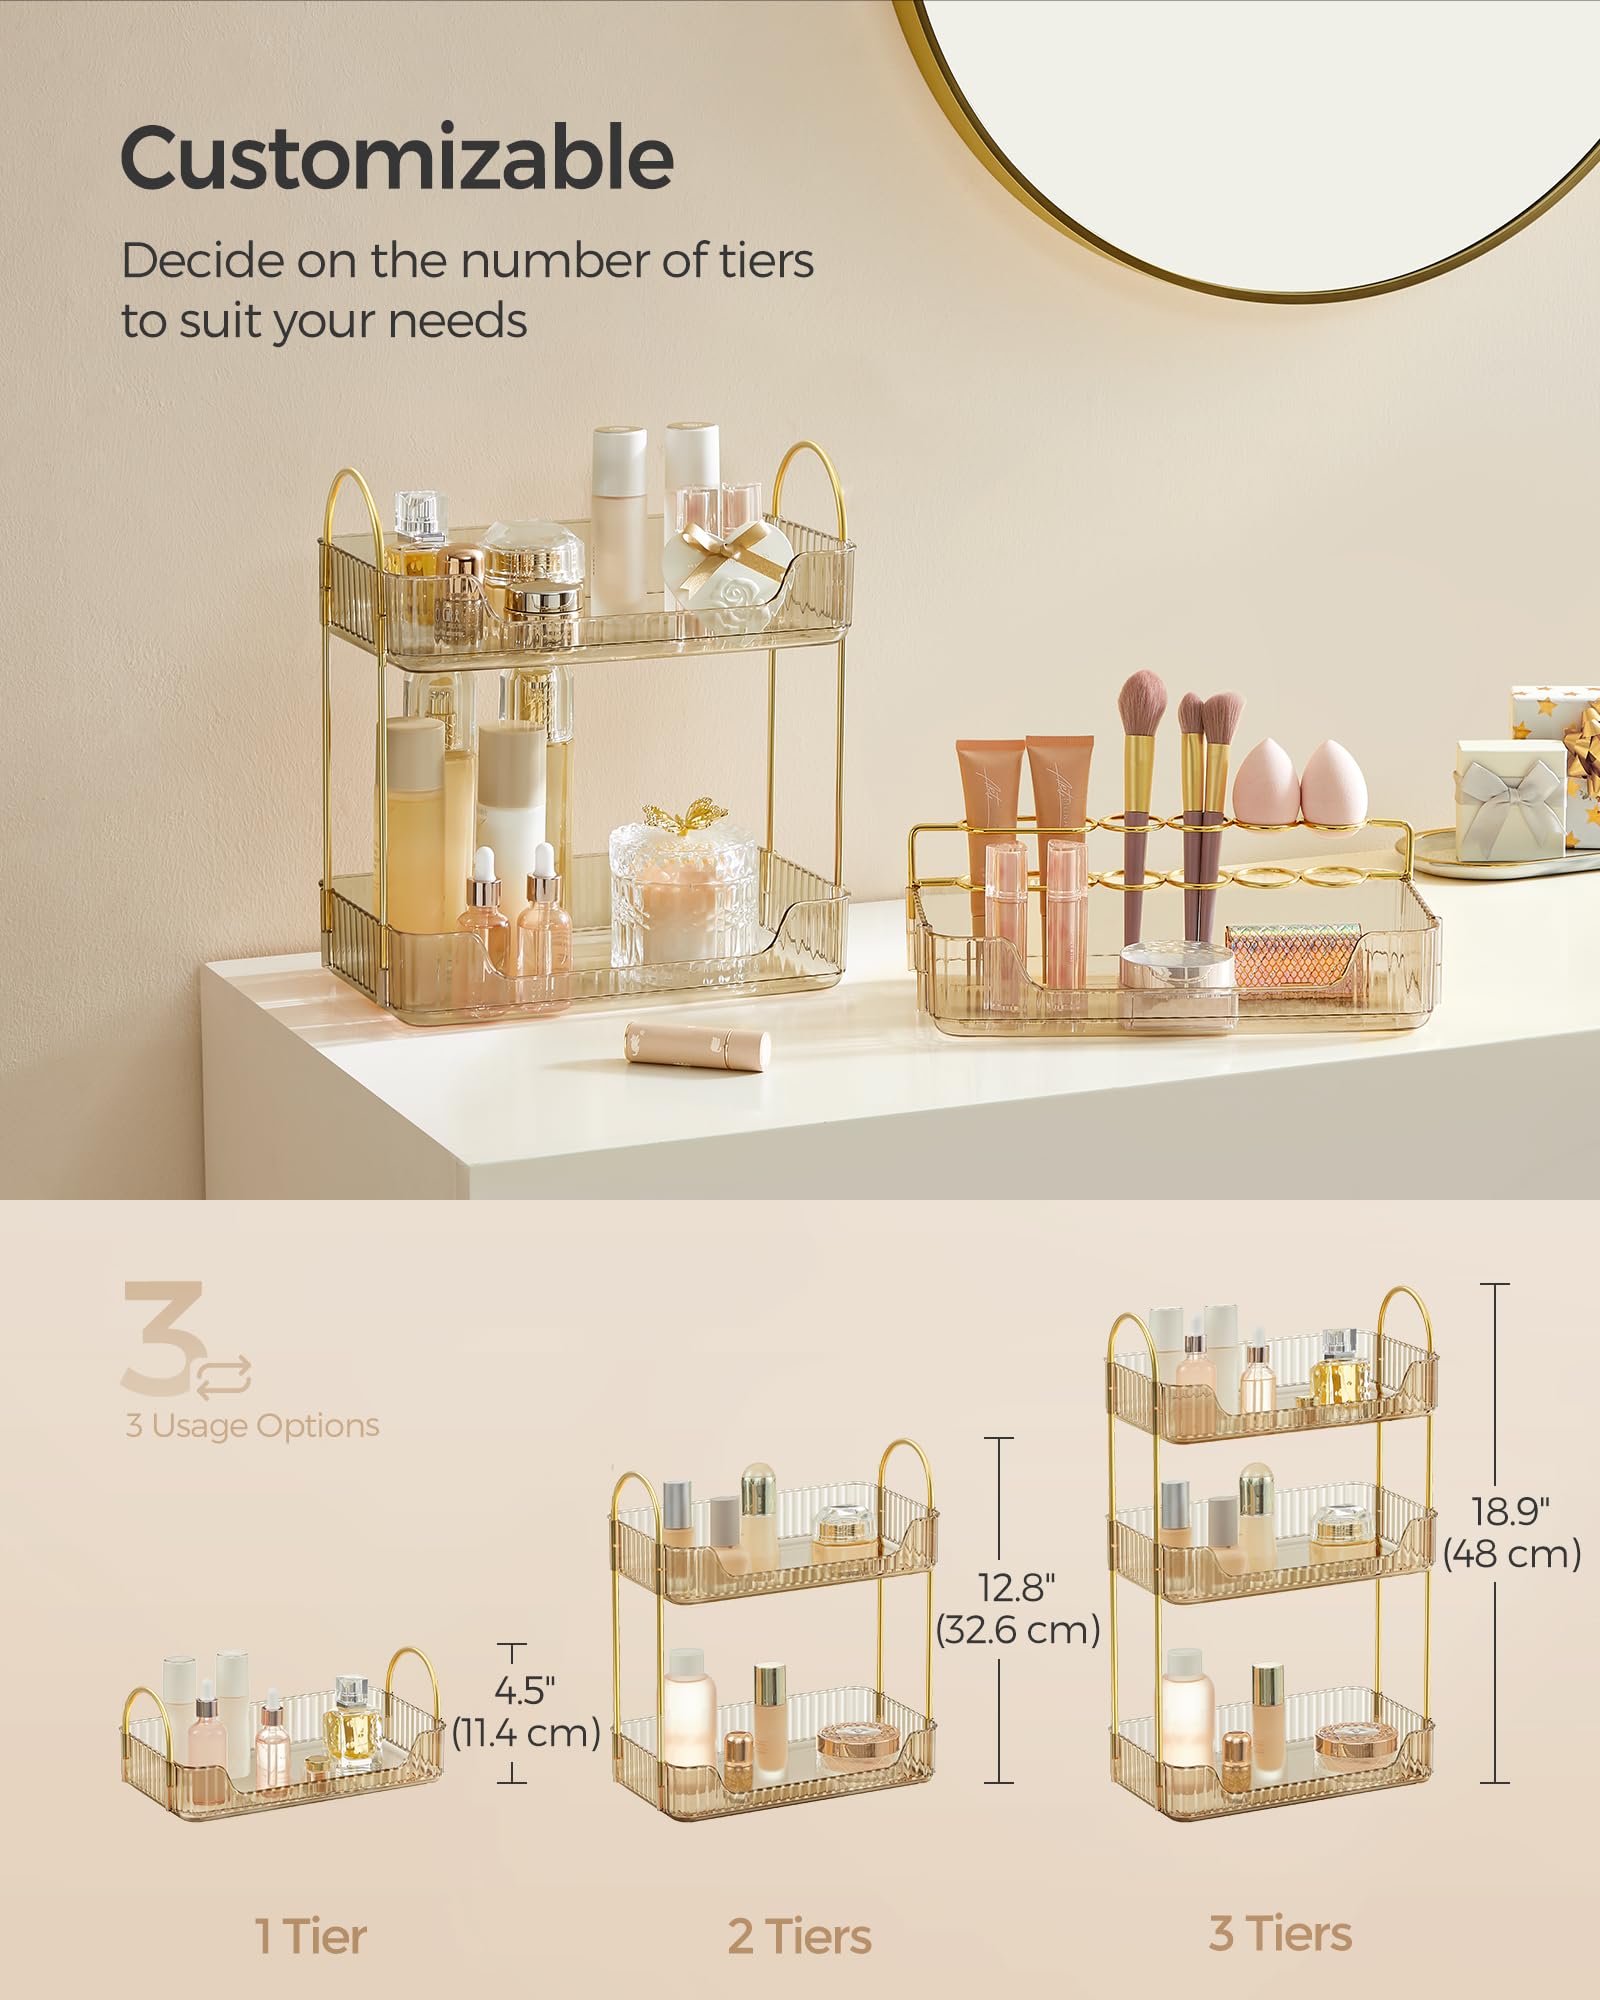 Customizable
Decide on the number of tiers
to suit your needs
3
3 Usage Options
4.5"
(11.4 cm)
12.8"
(32.6 cm)
18.9"
(48 cm)
1 Tier
2 Tiers
3 Tiers